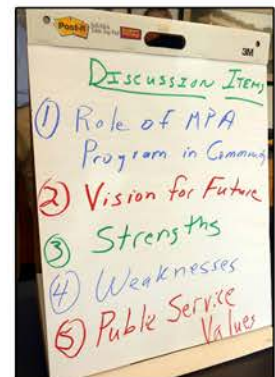 Post-it
3M
Discussion Items
① Role of MPA
Program in Community
② Vision for Future
③ Strengths
④ Weaknesses
⑤ Public Service
Values